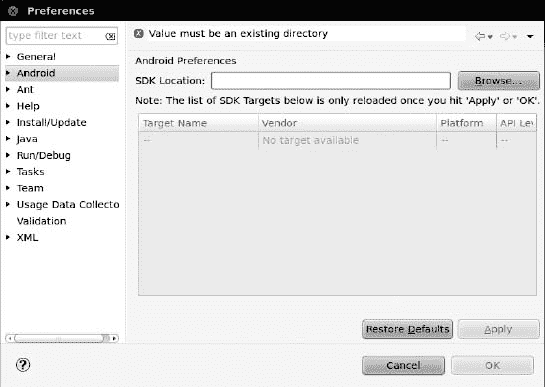 Preferences
type filter text
Value must be an existing directory
General
Android
Ant
Help
Install/Update
Java
Run/Debug
Tasks
Team
Usage Data Collecto
Validation
XML
Android Preferences
SDK Location:
Browse...
Note: The list of SDK Targets below is only reloaded once you hit 'Apply' or 'OK'.
Target Name Vendor Platform API Lev
-- No target available -- --
Restore Defaults Apply
? Cancel OK